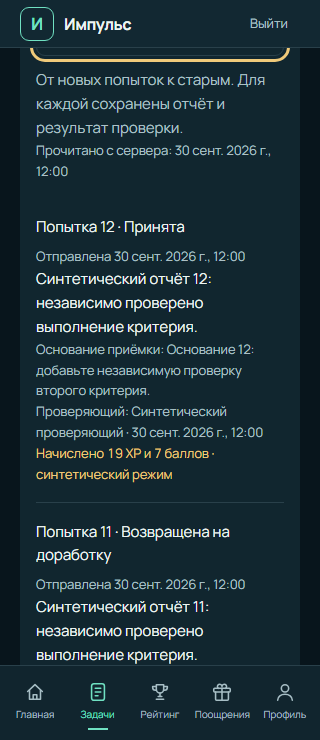 И Импульс Выйти
От новых попыток к старым. Для
каждой сохранены отчёт и
результат проверки.
Прочитано с сервера: 30 сент. 2026 г.,
12:00
Попытка 12 · Принята
Отправлена 30 сент. 2026 г., 12:00
Синтетический отчёт 12:
независимо проверено
выполнение критерия.
Основание приёмки: Основание 12:
добавьте независимую проверку
второго критерия.
Проверяющий: Синтетический
проверяющий · 30 сент. 2026 г., 12:00
Начислено 19 XP и 7 баллов ·
синтетический режим
Попытка 11 · Возвращена на
доработку
Отправлена 30 сент. 2026 г., 12:00
Синтетический отчёт 11:
независимо проверено
выполнение критерия.
Главная Задачи Рейтинг Поощрения Профиль